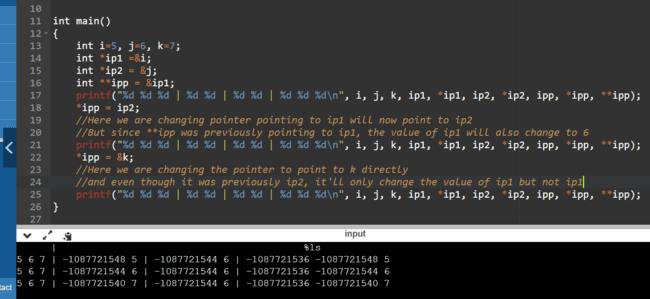 10
11 int main()
12 {
13 int i=5, j=6, k=7;
14 int *ip1 =&i;
15 int *ip2 = &j;
16 int **ipp = &ip1;
17 printf("%d %d %d | %d %d | %d %d | %d %d %d\n", i, j, k, ip1, *ip1, ip2, *ip2, ipp, *ipp, **ipp);
18 *ipp = ip2;
19 //Here we are changing pointer pointing to ip1 will now point to ip2
20 //But since **ipp was previously pointing to ip1, the value of ip1 will also change to 6
21 printf("%d %d %d | %d %d | %d %d | %d %d %d\n", i, j, k, ip1, *ip1, ip2, *ip2, ipp, *ipp, **ipp);
22 *ipp = &k;
23 //Here we are changing the pointer to point to k directly
24 //and even though it was previously ip2, it'll only change the value of ip1 but not ip1
25 printf("%d %d %d | %d %d | %d %d | %d %d %d\n", i, j, k, ip1, *ip1, ip2, *ip2, ipp, *ipp, **ipp);
26 }
27
input
| %ls
5 6 7 | -1087721548 5 | -1087721544 6 | -1087721536 -1087721548 5
5 6 7 | -1087721544 6 | -1087721544 6 | -1087721536 -1087721544 6
5 6 7 | -1087721540 7 | -1087721544 6 | -1087721536 -1087721540 7
tact